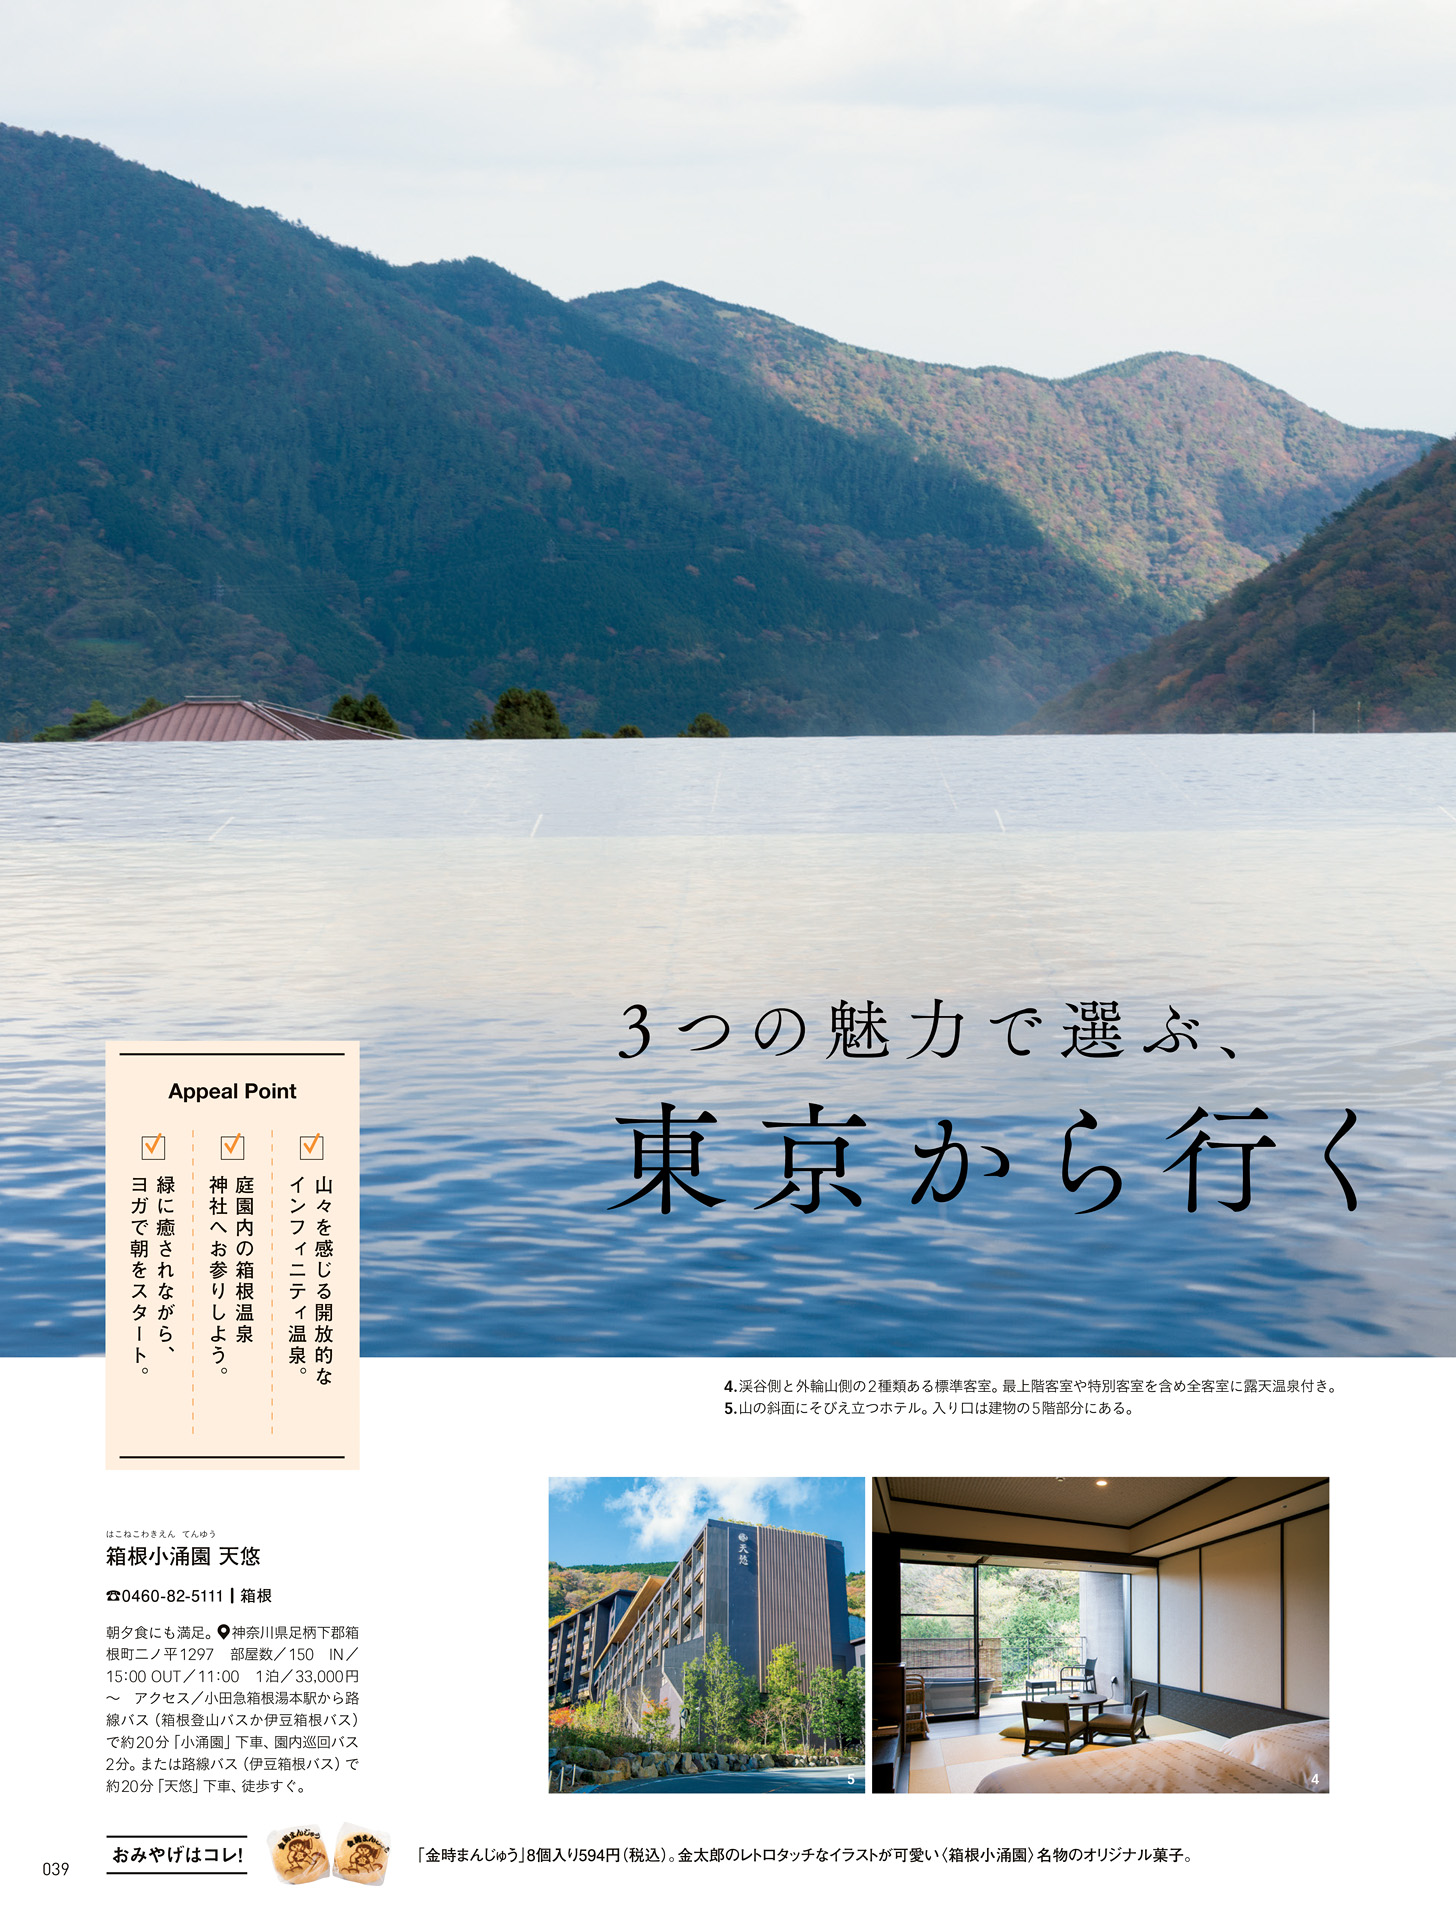 3つの魅力で選ぶ、
東京から行く
Appeal Point
山々を感じる開放的な
インフィニティ温泉。
庭園内の箱根温泉
神社へお参りしよう。
緑に癒されながら、
ヨガで朝をスタート。
4.渓谷側と外輪山側の2種類ある標準客室。最上階客室や特別客室を含め全客室に露天温泉付き。
5.山の斜面にそびえ立つホテル。入り口は建物の5階部分にある。
天悠
5
4
はこねこわきえん てんゆう
箱根小涌園 天悠
☎0460-82-5111 | 箱根
朝夕食にも満足。神奈川県足柄下郡箱
根町二ノ平1297 部屋数／150 IN／
15:00 OUT／11:00 1泊／33,000円
～ アクセス／小田急箱根湯本駅から路
線バス（箱根登山バスか伊豆箱根バス）
で約20分「小涌園」下車、園内巡回バス
2分。または路線バス（伊豆箱根バス）で
約20分「天悠」下車、徒歩すぐ。
おみやげはコレ!
金時まんじゅう
金時まんじゅう
「金時まんじゅう」8個入り594円（税込）。金太郎のレトロタッチなイラストが可愛い〈箱根小涌園〉名物のオリジナル菓子。
039